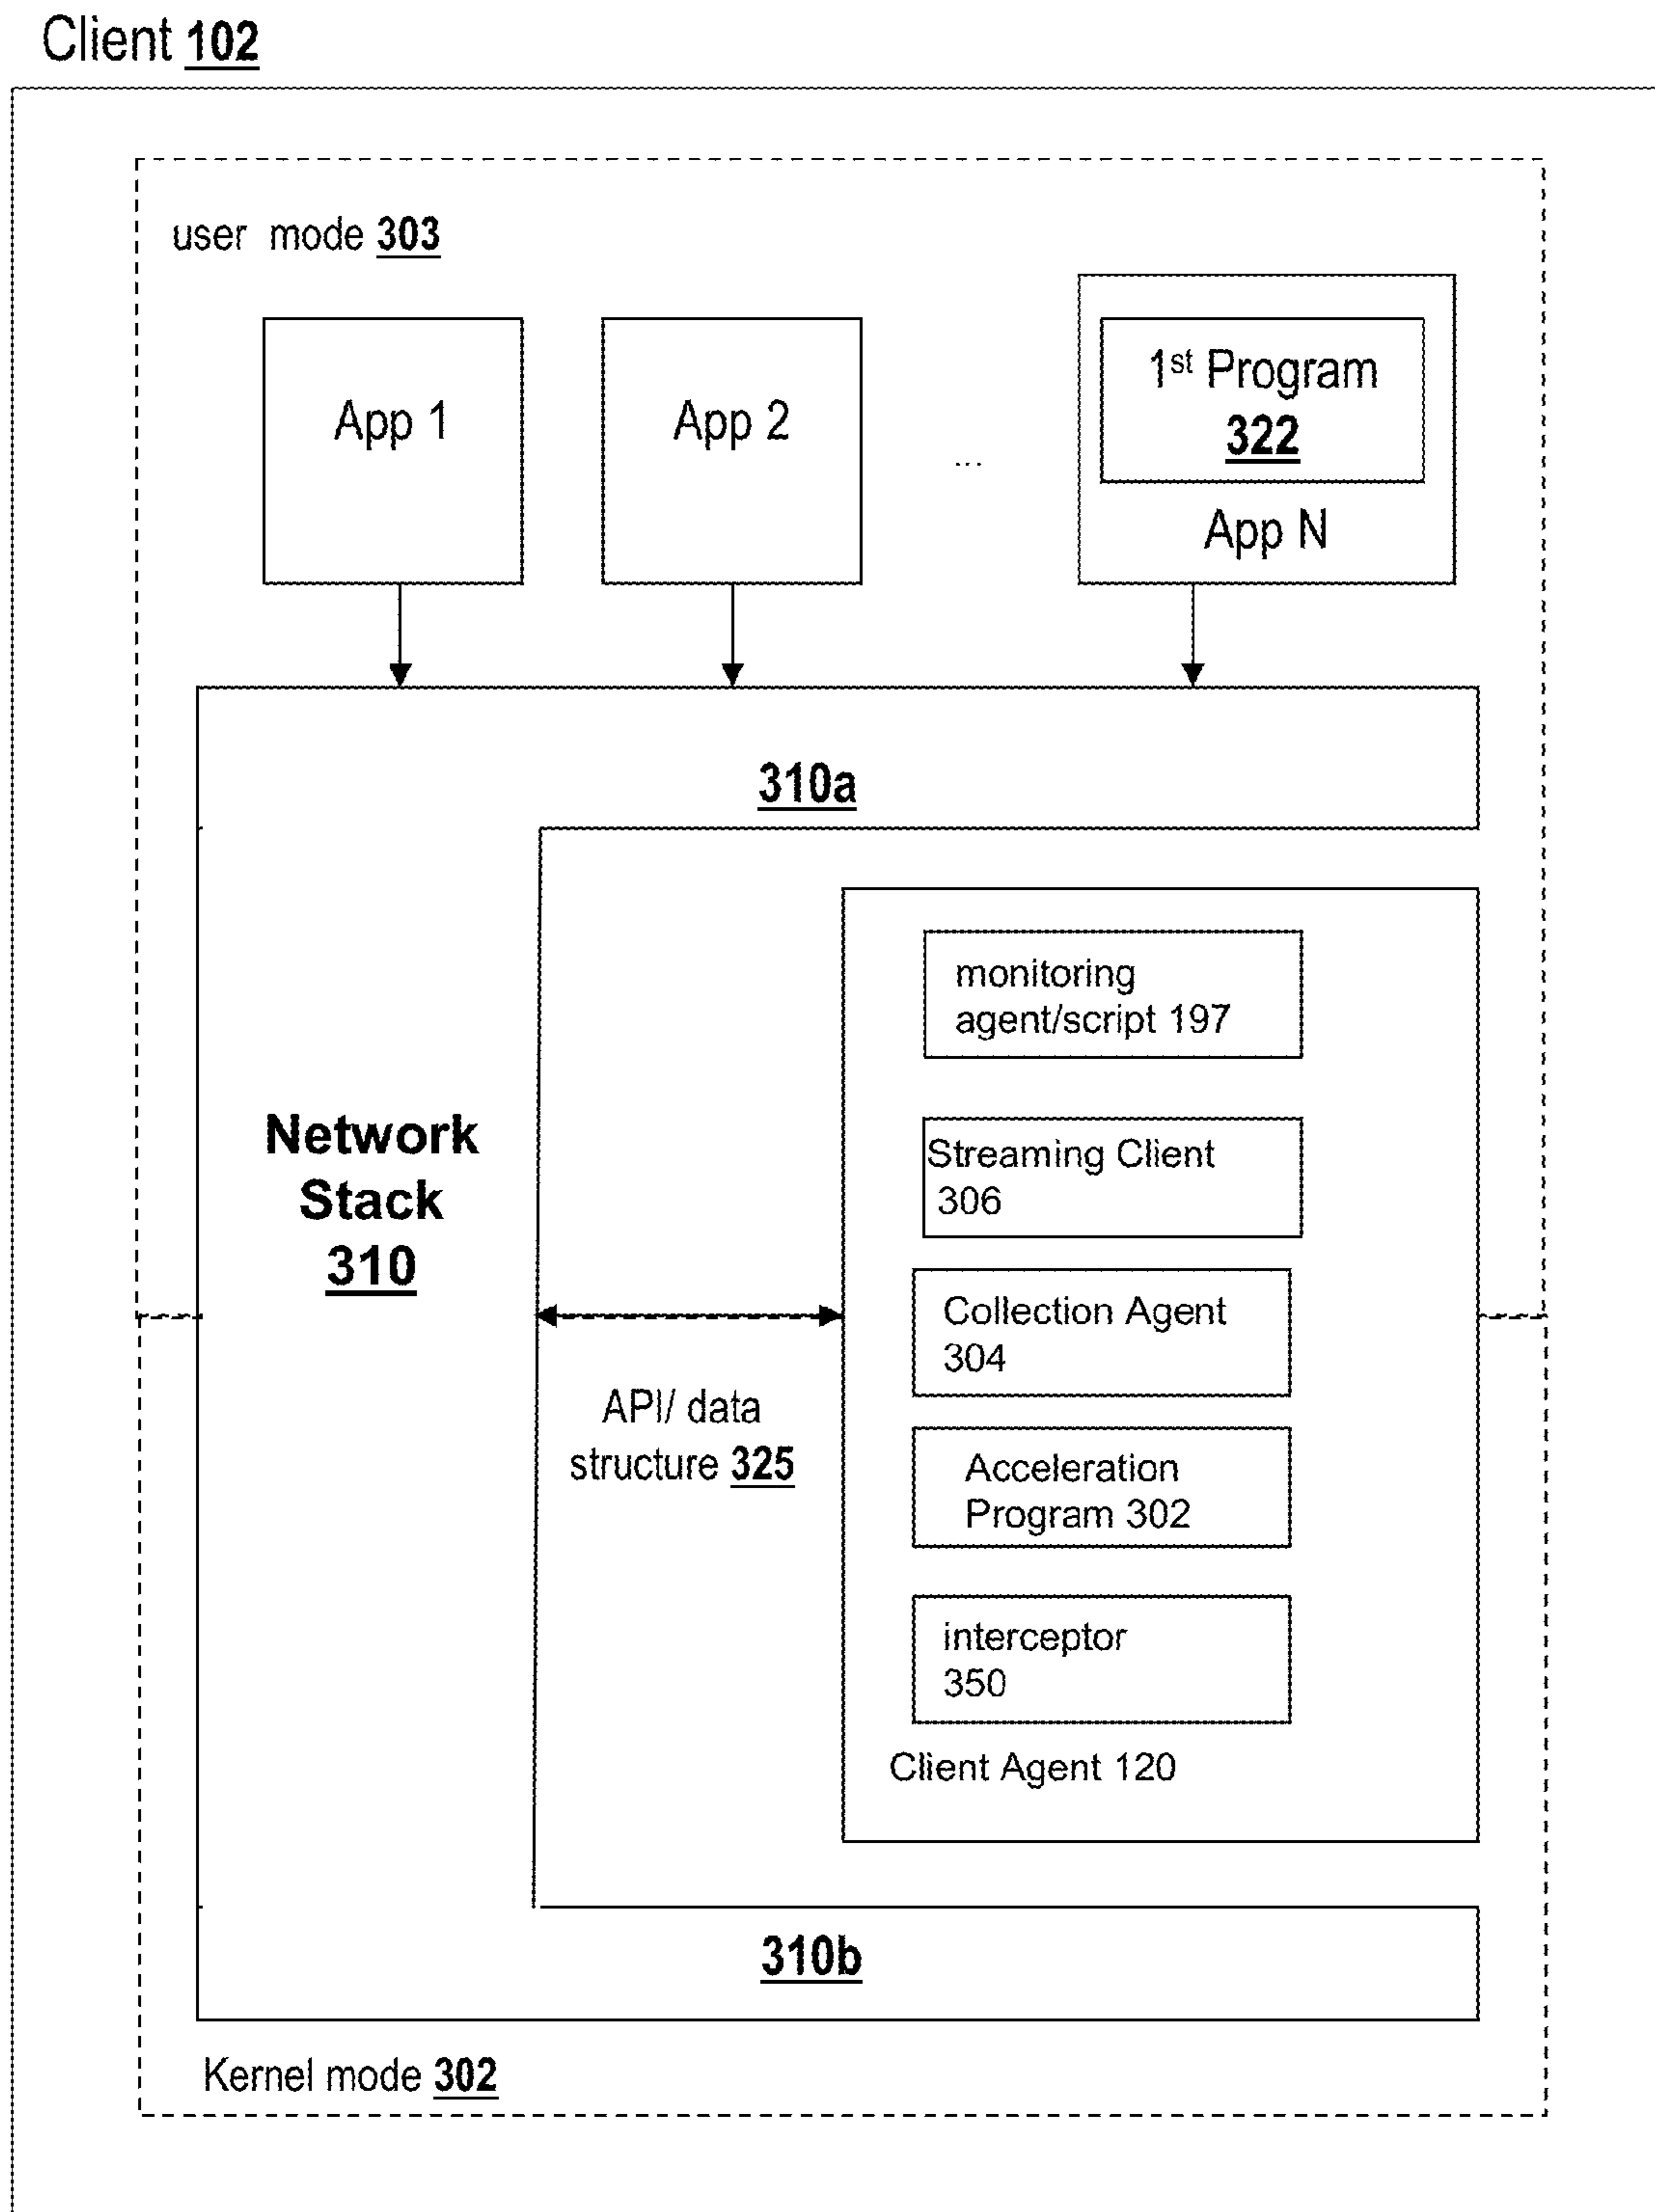 Client 102
user mode 303
App 1
App 2
...
1st Program
322
App N
310a
Network
Stack
310
API/ data
structure 325
monitoring
agent/script 197
Streaming Client
306
Collection Agent
304
Acceleration
Program 302
interceptor
350
Client Agent 120
310b
Kernel mode 302